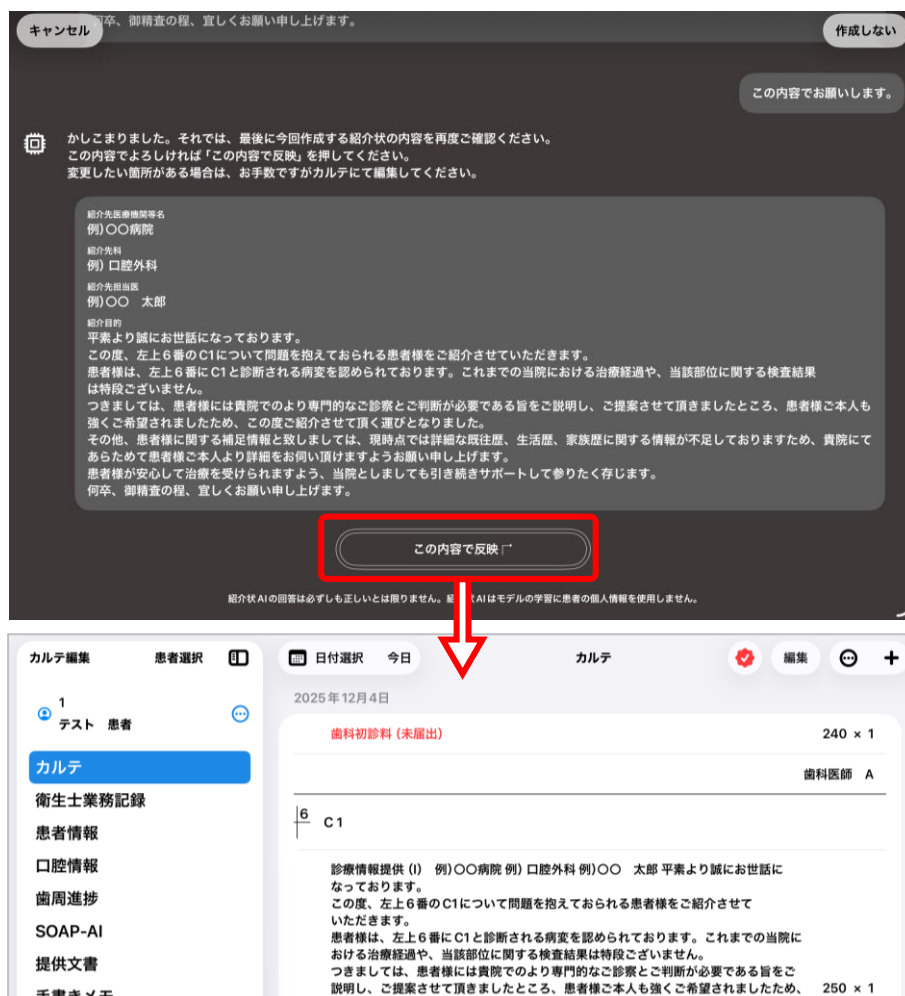 卒、御精査の程、宜しくお願い申し上げます。
キャンセル
作成しない
この内容でお願いします。
かしこまりました。それでは、最後に今回作成する紹介状の内容を再度ご確認ください。
この内容でよろしければ「この内容で反映」を押してください。
変更したい箇所がある場合は、お手数ですがカルテにて編集してください。
紹介先医療機関等名
例)〇〇病院
紹介先科
例) 口腔外科
紹介先担当医
例)〇〇 太郎
紹介目的
平素より誠にお世話になっております。
この度、左上6番のC1について問題を抱えておられる患者様をご紹介させていただきます。
患者様は、左上6番にC1と診断される病変を認められております。これまでの当院における治療経過や、当該部位に関する検査結果
は特段ございません。
つきましては、患者様には貴院でのより専門的なご診察とご判断が必要である旨をご説明し、ご提案させて頂きましたところ、患者様ご本人も
強くご希望されましたため、この度ご紹介させて頂く運びとなりました。
その他、患者様に関する補足情報と致しましては、現時点では詳細な既往歴、生活歴、家族歴に関する情報が不足しておりますため、貴院にて
あらためて患者様ご本人より詳細をお伺い頂けますようお願い申し上げます。
患者様が安心して治療を受けられますよう、当院としましても引き続きサポートして参りたく存じます。
何卒、御精査の程、宜しくお願い申し上げます。
この内容で反映
紹介状AIの回答は必ずしも正しいとは限りません。紹介状AIはモデルの学習に患者の個人情報を使用しません。
カルテ編集
患者選択
日付選択
今日
カルテ
編集
1
テスト 患者
カルテ
衛生士業務記録
患者情報
口腔情報
歯周進捗
SOAP-AI
提供文書
手書きメモ
2025年12月4日
歯科初診料 (未届出)
240 × 1
歯科医師 A
6
C1
診療情報提供 (I) 例)〇〇病院 例) 口腔外科 例)〇〇 太郎 平素より誠にお世話に
なっております。
この度、左上6番のC1について問題を抱えておられる患者様をご紹介させて
いただきます。
患者様は、左上6番にC1と診断される病変を認められております。これまでの当院に
おける治療経過や、当該部位に関する検査結果は特段ございません。
つきましては、患者様には貴院でのより専門的なご診察とご判断が必要である旨をご
説明し、ご提案させて頂きましたところ、患者様ご本人も強くご希望されましたため、
250 × 1